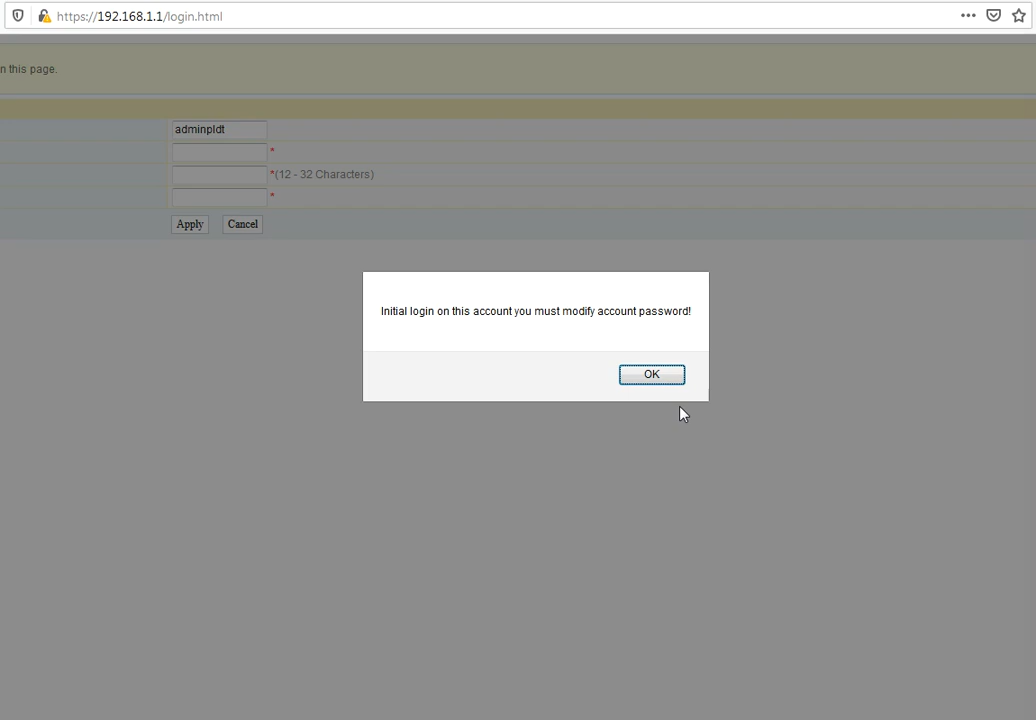 https://192.168.1.1/login.html
n this page.
adminpldt
*
*(12 - 32 Characters)
*
Apply Cancel
Initial login on this account you must modify account password!
OK